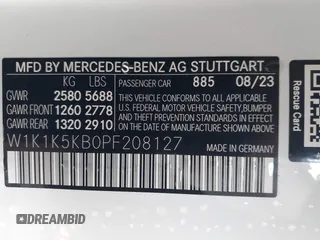 MFD BY MERCEDES-BENZ AG STUTTGART
KG LBS PASSENGER CAR 885 08/23
GVWR 2580 5688
GAWR FRONT 1260 2778
GAWR REAR 1320 2910
THIS VEHICLE CONFORMS TO ALL APPLICABLE
U.S. FEDERAL MOTOR VEHICLE SAFETY, BUMPER
AND THEFT PREVENTION STANDARDS IN EFFECT
ON THE DATE OF MANUFACTURE SHOWN ABOVE.
W1K1K5KB0PF208127
MADE IN GERMANY
Rescue Card
DEALERS AUCTION